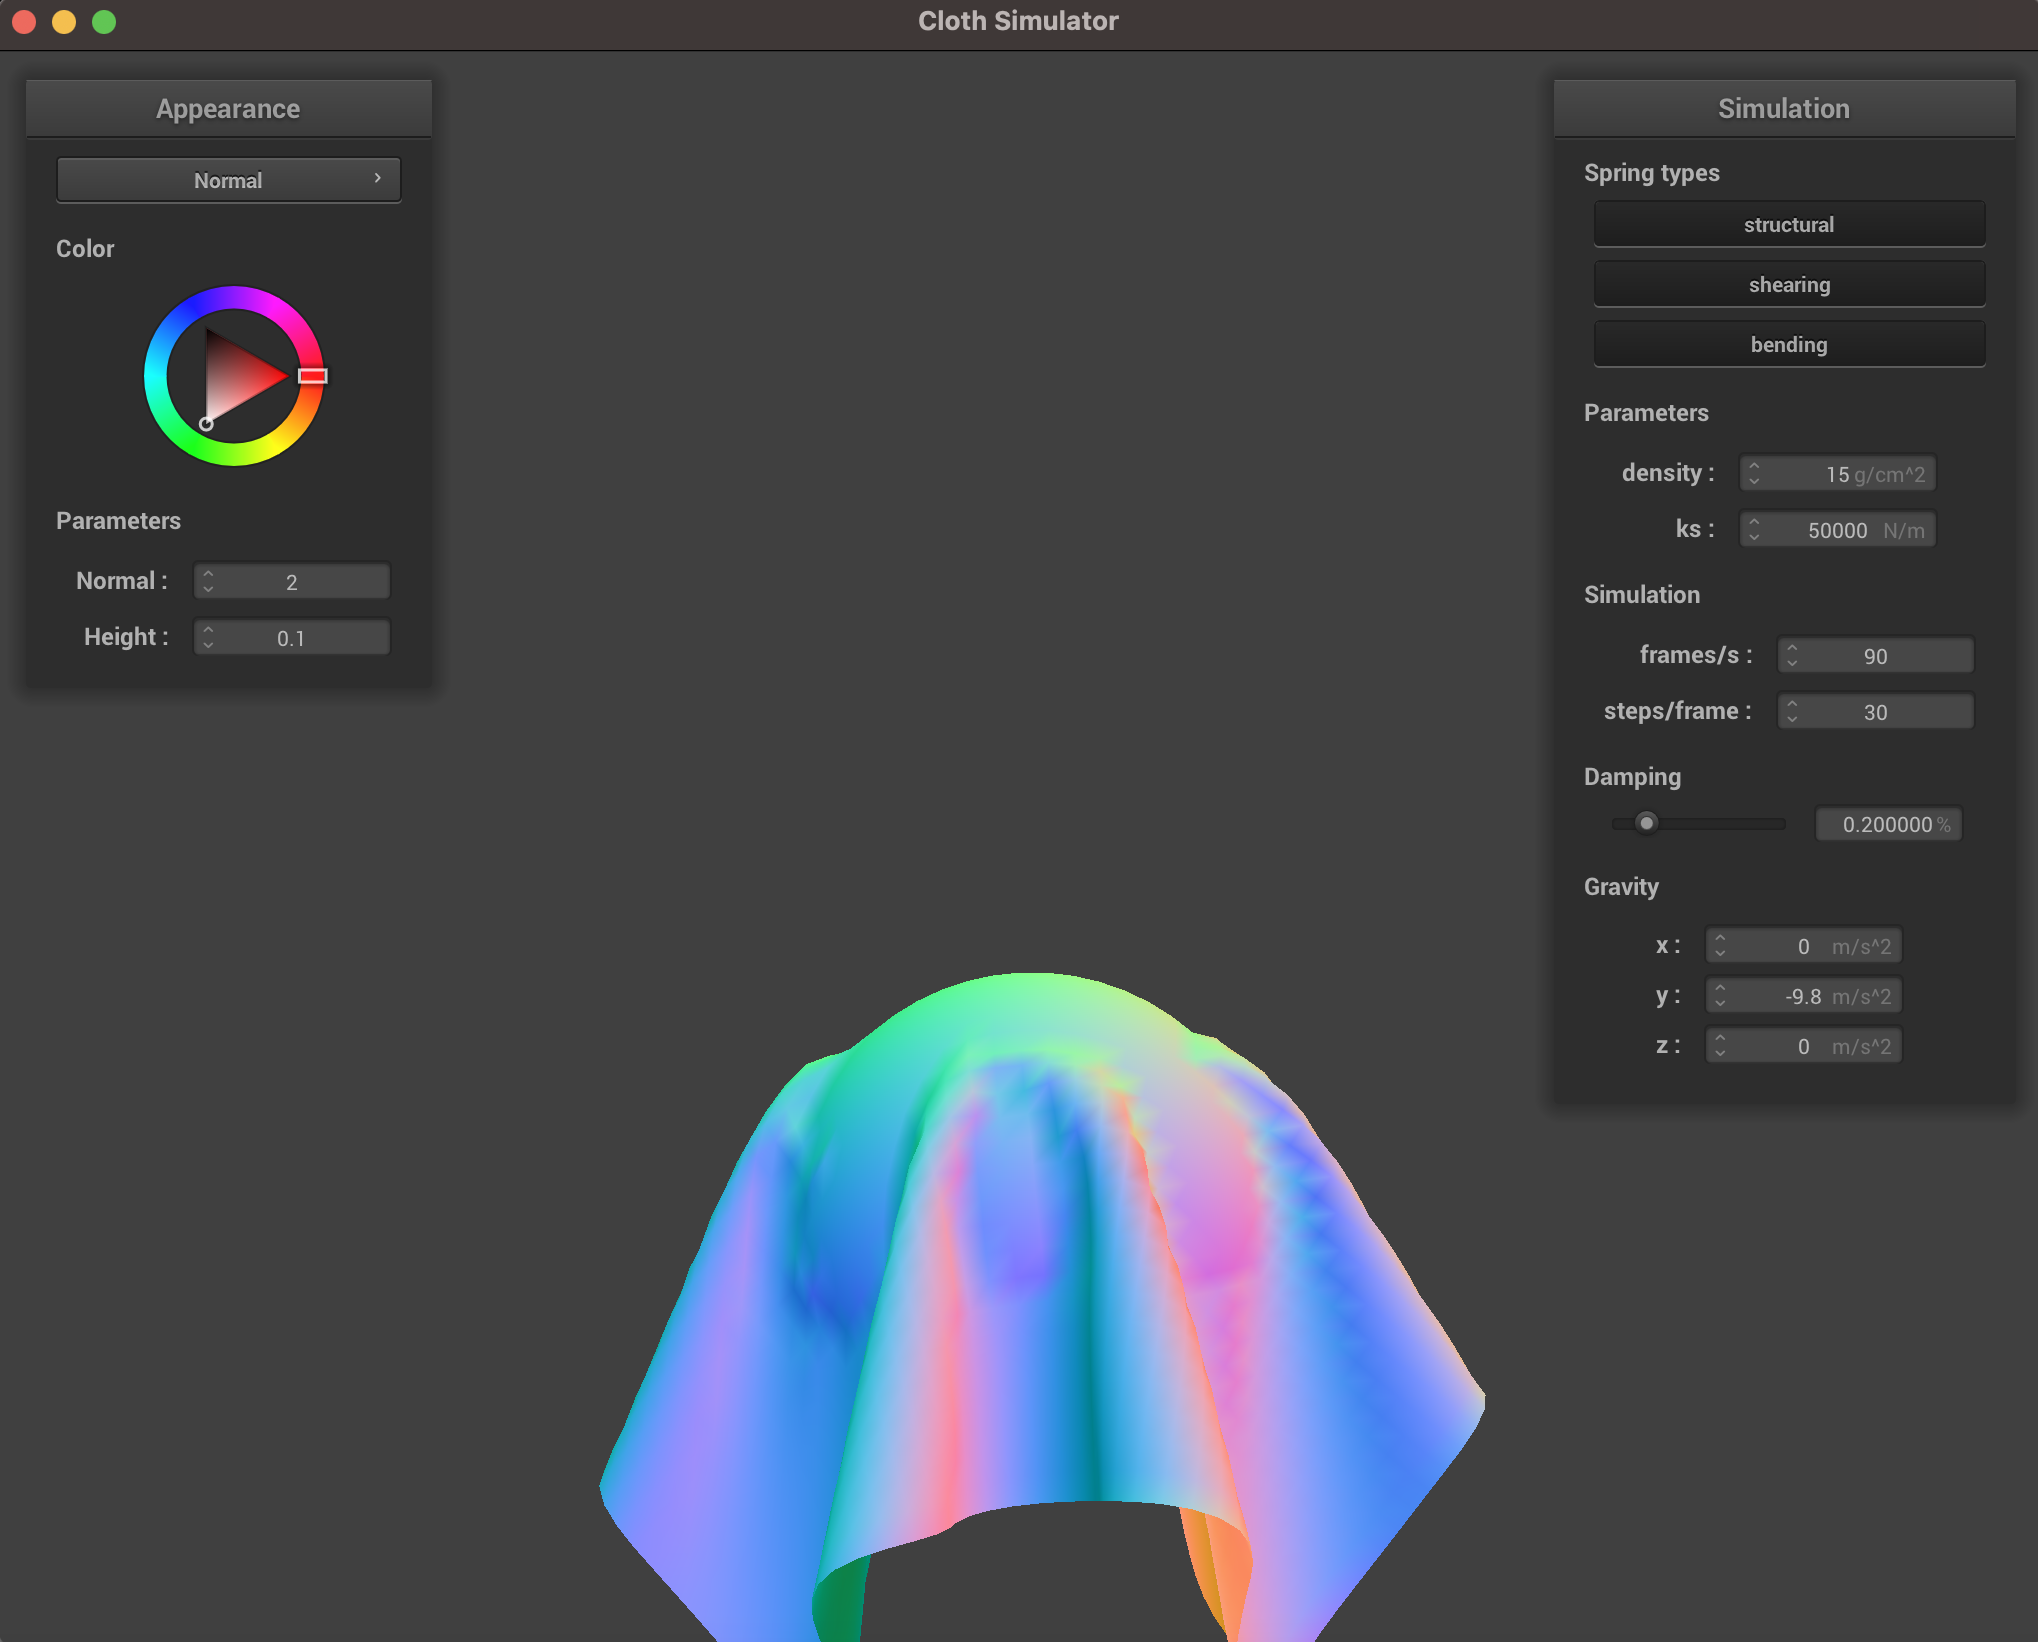 Cloth Simulator
Appearance
Normal
Color
Parameters
Normal : 2
Height : 0.1
Simulation
Spring types
structural
shearing
bending
Parameters
density : 15 g/cm^2
ks : 50000 N/m
Simulation
frames/s : 90
steps/frame : 30
Damping
0.200000 %
Gravity
x : 0 m/s^2
y : -9.8 m/s^2
z : 0 m/s^2